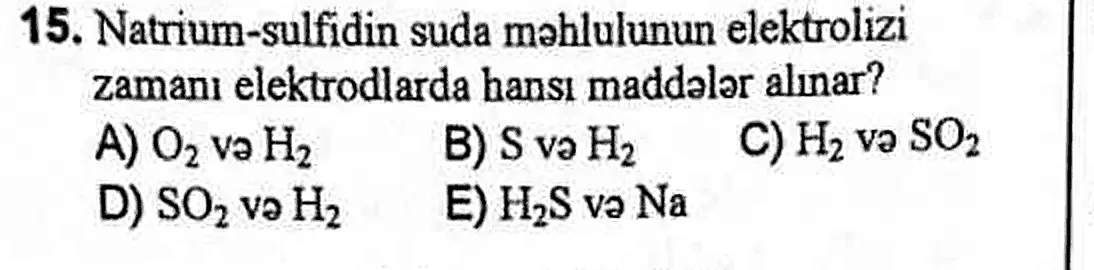 15. Natrium-sulfidin suda məhlulunun elektrolizi
zamanı elektrodlarda hansı maddələr alınar?
A) O₂ və H₂ B) S və H₂ C) H₂ və SO₂
D) SO₂ və H₂ E) H₂S və Na